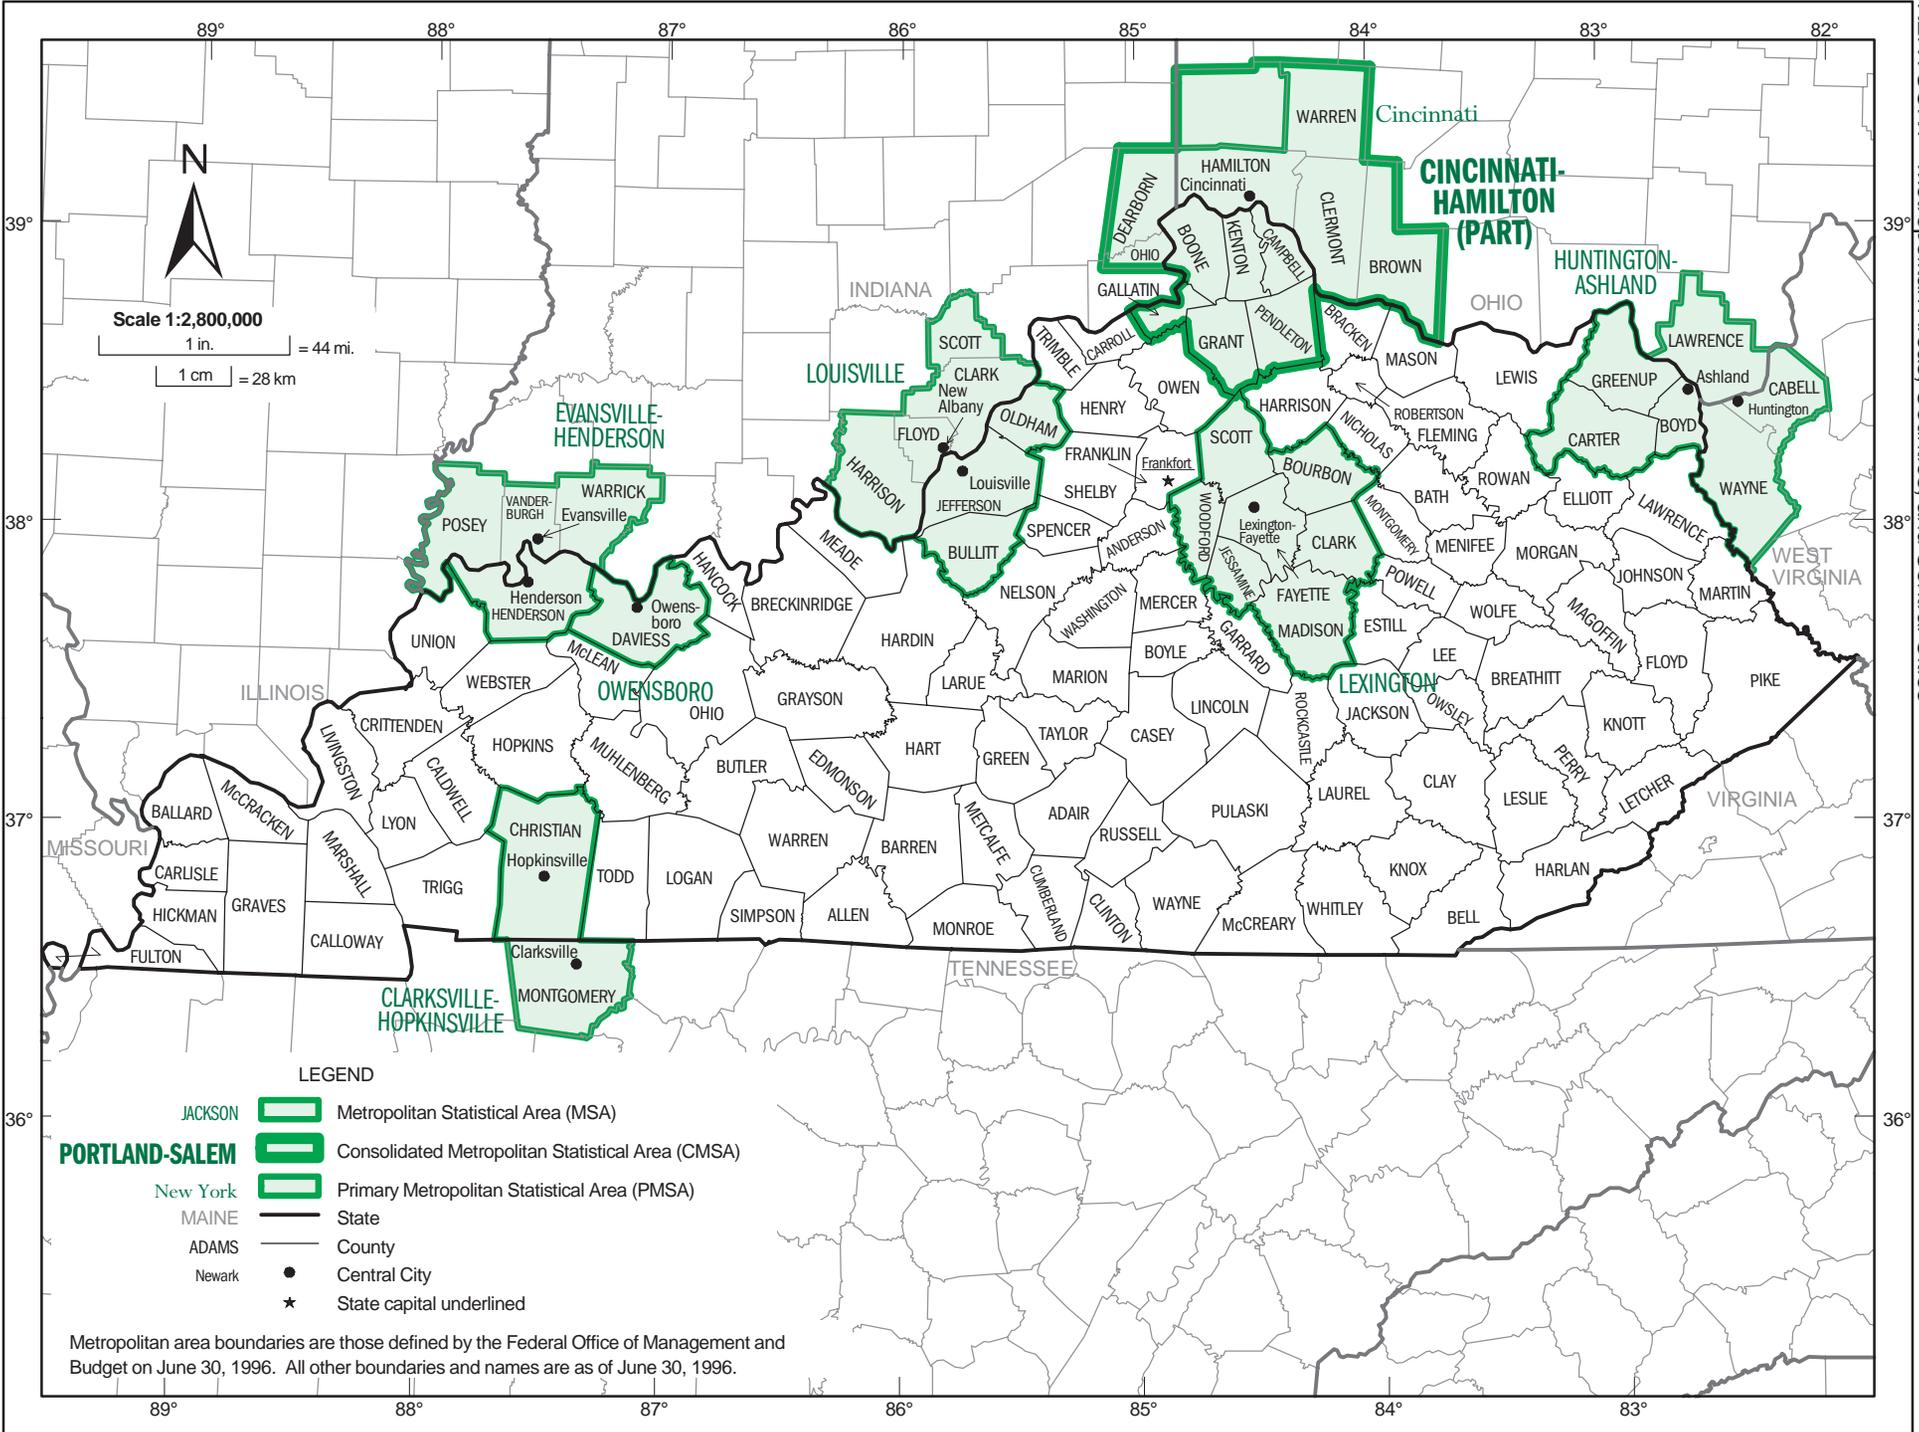 89°
88°
87°
86°
85°
84°
83°
82°
39°
38°
37°
36°
39°
38°
37°
36°
89°
88°
87°
86°
85°
84°
83°
N
Scale 1:2,800,000
1 in.
= 44 mi.
1 cm
= 28 km
WARREN
Cincinnati
CINCINNATI-
HAMILTON
(PART)
HAMILTON
Cincinnati
DEARBORN
OHIO
BOONE
KENTON
CAMPBELL
CLERMONT
BROWN
GALLATIN
GRANT
PENDLETON
BRACKEN
MASON
OHIO
INDIANA
HUNTINGTON-
ASHLAND
LAWRENCE
GREENUP
Ashland
CABELL
Huntington
BOYD
CARTER
WAYNE
LEWIS
TRIMBLE
CARROLL
OWEN
HENRY
HARRISON
ROBERTSON
NICHOLAS
FLEMING
ROWAN
BATH
ELLIOTT
LAWRENCE
WEST
VIRGINIA
LOUISVILLE
SCOTT
CLARK
New
Albany
FLOYD
OLDHAM
HARRISON
Louisville
JEFFERSON
BULLITT
FRANKLIN
Frankfort
SHELBY
SPENCER
ANDERSON
SCOTT
BOURBON
WOODFORD
Lexington-
Fayette
CLARK
JESSAMINE
FAYETTE
MADISON
LEXINGTON
MONTGOMERY
MENIFEE
MORGAN
JOHNSON
MARTIN
POWELL
WOLFE
MAGOFFIN
ESTILL
LEE
BREATHITT
FLOYD
PIKE
EVANSVILLE-
HENDERSON
VANDER-
BURGH
WARRICK
Evansville
POSEY
Henderson
HENDERSON
Owens-
boro
DAVIESS
OWENSBORO
HANCOCK
MEADE
BRECKINRIDGE
HARDIN
NELSON
WASHINGTON
MERCER
BOYLE
GARRARD
MARION
LARUE
GRAYSON
UNION
WEBSTER
McLEAN
OHIO
ILLINOIS
CRITTENDEN
LIVINGSTON
HOPKINS
MUHLENBERG
BUTLER
EDMONSON
HART
GREEN
TAYLOR
CASEY
LINCOLN
ROCKCASTLE
JACKSON
OWSLEY
KNOTT
PERRY
LETCHER
VIRGINIA
LESLIE
CLAY
LAUREL
PULASKI
BALLARD
McCRACKEN
CALDWELL
LYON
MARSHALL
MISSOURI
CARLISLE
HICKMAN
GRAVES
FULTON
CALLOWAY
TRIGG
CHRISTIAN
Hopkinsville
TODD
LOGAN
WARREN
SIMPSON
ALLEN
BARREN
METCALFE
ADAIR
RUSSELL
MONROE
CUMBERLAND
CLINTON
WAYNE
McCREARY
WHITLEY
KNOX
BELL
HARLAN
TENNESSEE
Clarksville
MONTGOMERY
CLARKSVILLE-
HOPKINSVILLE
LEGEND
JACKSON Metropolitan Statistical Area (MSA)
PORTLAND-SALEM Consolidated Metropolitan Statistical Area (CMSA)
New York Primary Metropolitan Statistical Area (PMSA)
MAINE State
ADAMS County
Newark Central City
State capital underlined
Metropolitan area boundaries are those defined by the Federal Office of Management and
Budget on June 30, 1996. All other boundaries and names are as of June 30, 1996.